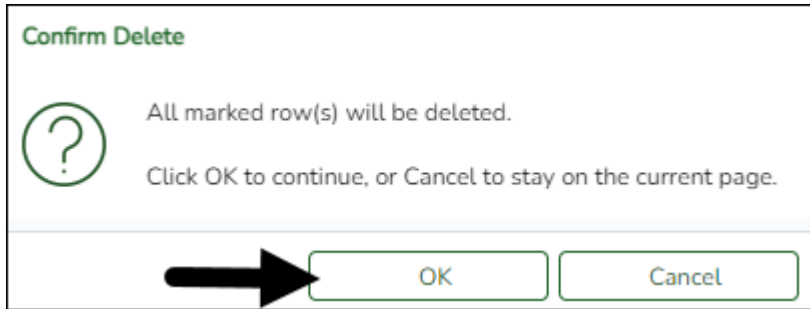 Confirm Delete
All marked row(s) will be deleted.
Click OK to continue, or Cancel to stay on the current page.
OK
Cancel